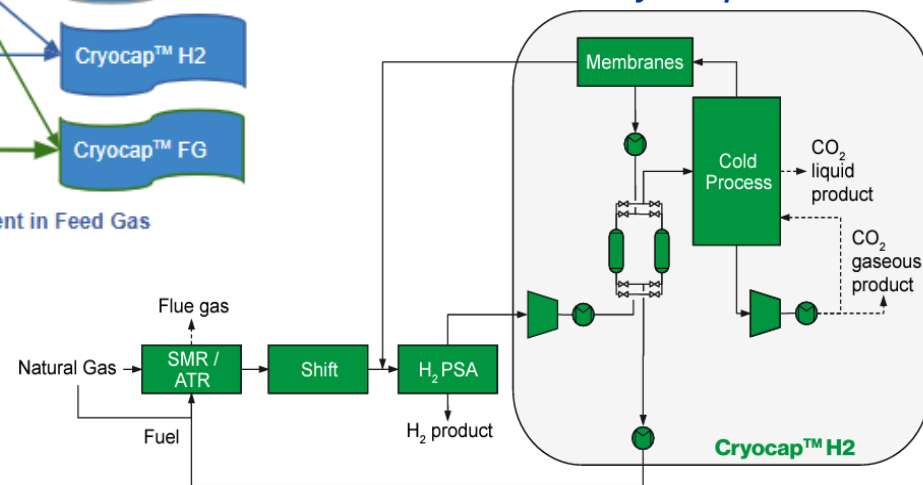 Cryocap™ H2
Cryocap™ FG
ent in Feed Gas
Membranes
Cold
Process
CO₂
liquid
product
CO₂
gaseous
product
Flue gas
Natural Gas
SMR /
ATR
Shift
H₂ PSA
Fuel
H₂ product
Cryocap™ H2